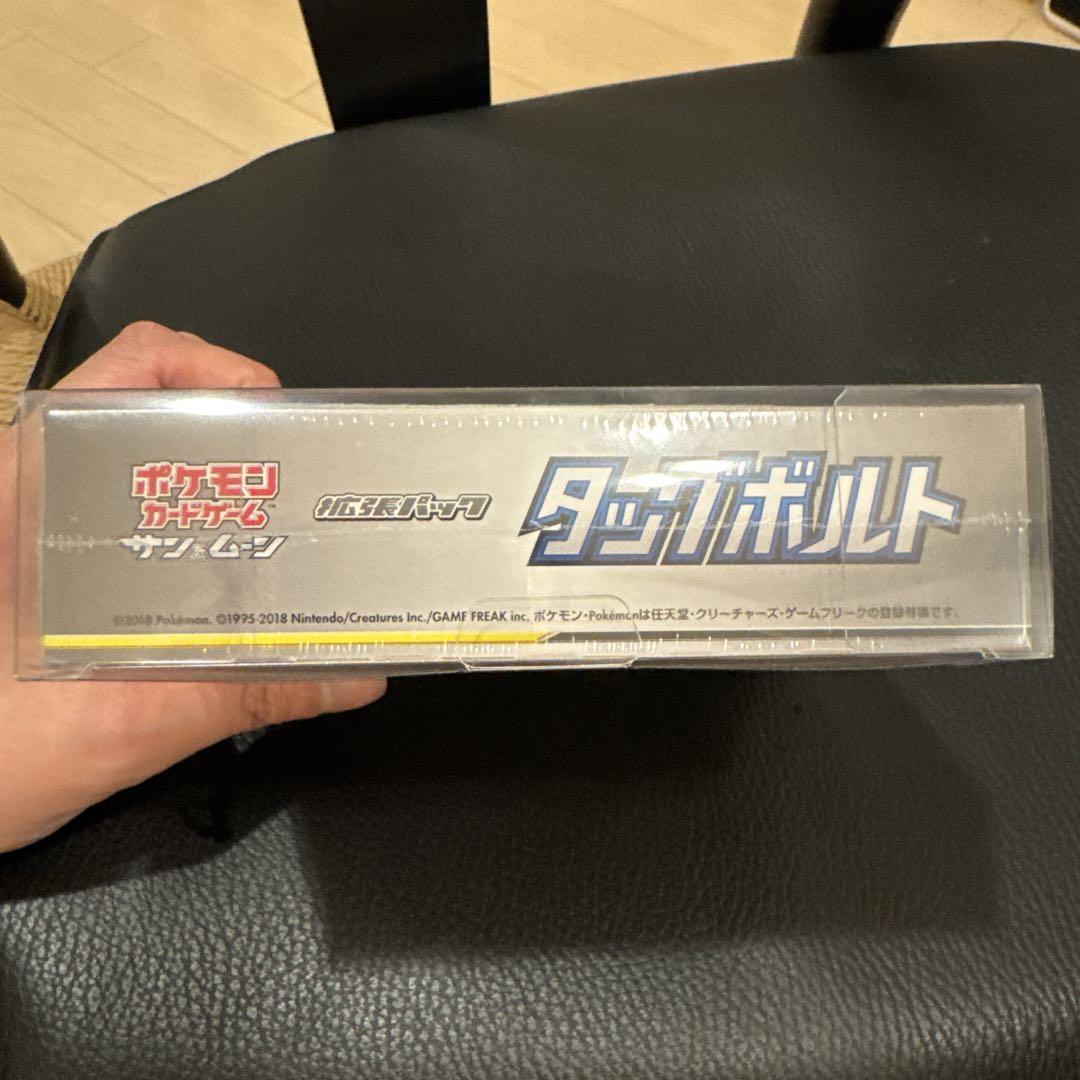 ポケモン
カードゲーム
サン&ムーン
拡張パック
タッグボルト
©2018 Pokémon. ©1995-2018 Nintendo/Creatures Inc./GAME FREAK inc. ポケモン・Pokémonは任天堂・クリーチャーズ・ゲームフリークの登録商標です。